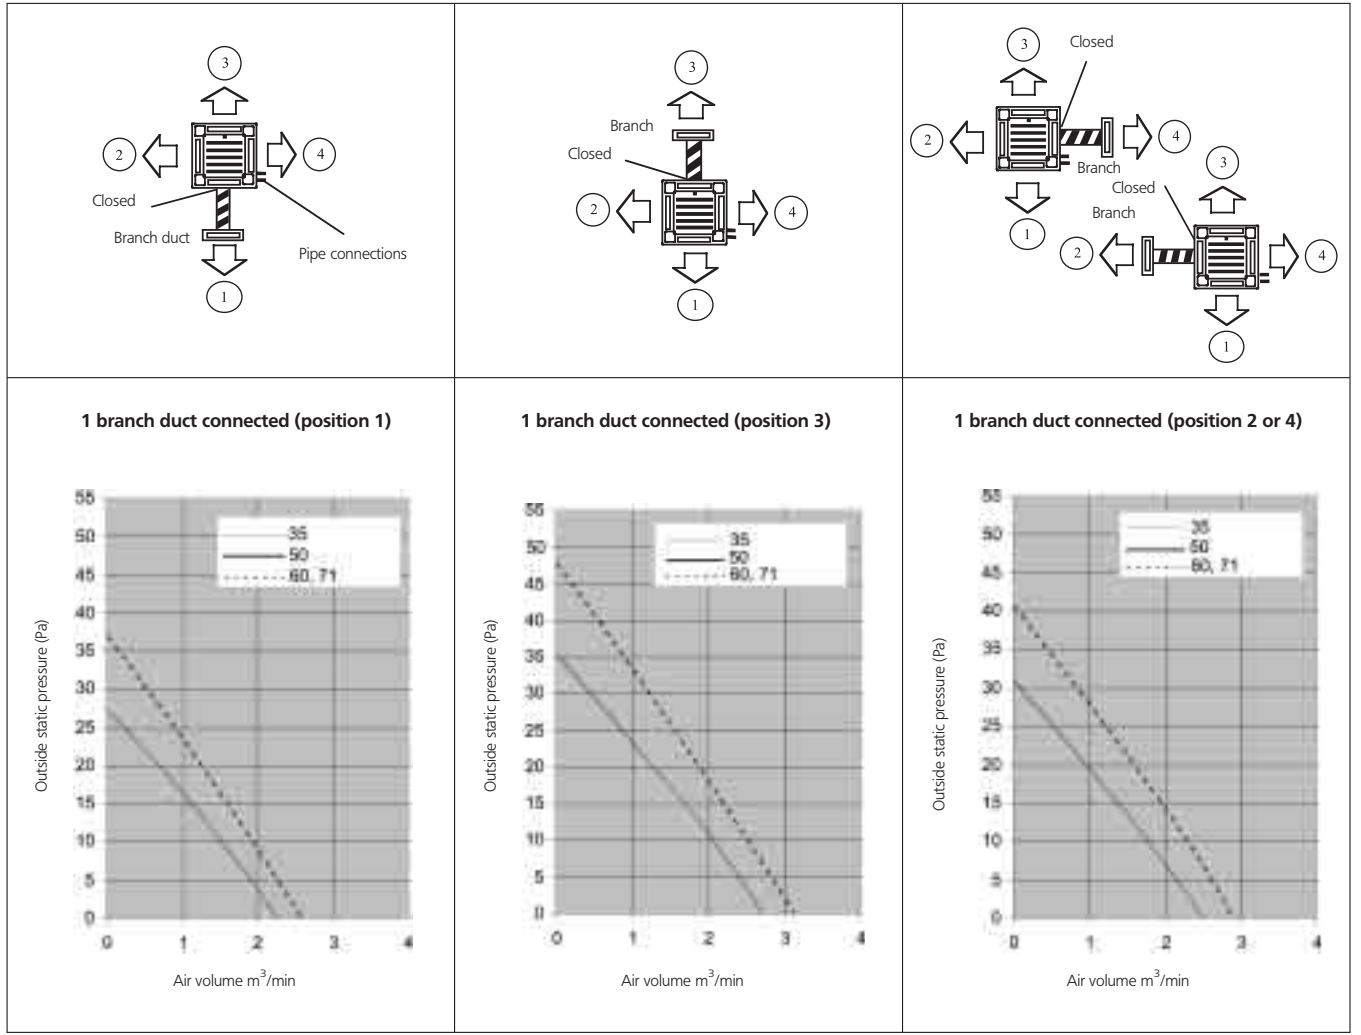 3
2
4
Closed
Branch duct
Pipe connections
1
3
Branch
Closed
2
4
1
3
Closed
2
4
Branch
1
3
Closed
Branch
2
4
1
1 branch duct connected (position 1)
55
50
45
40
35
30
25
20
15
10
5
0
35
50
60, 71
Outside static pressure (Pa)
0 1 2 3 4
Air volume m³/min
1 branch duct connected (position 3)
55
50
45
40
35
30
25
20
15
10
5
0
35
50
60, 71
Outside static pressure (Pa)
0 1 2 3 4
Air volume m³/min
1 branch duct connected (position 2 or 4)
55
50
45
40
35
30
25
20
15
10
5
0
35
50
60, 71
Outside static pressure (Pa)
0 1 2 3 4
Air volume m³/min